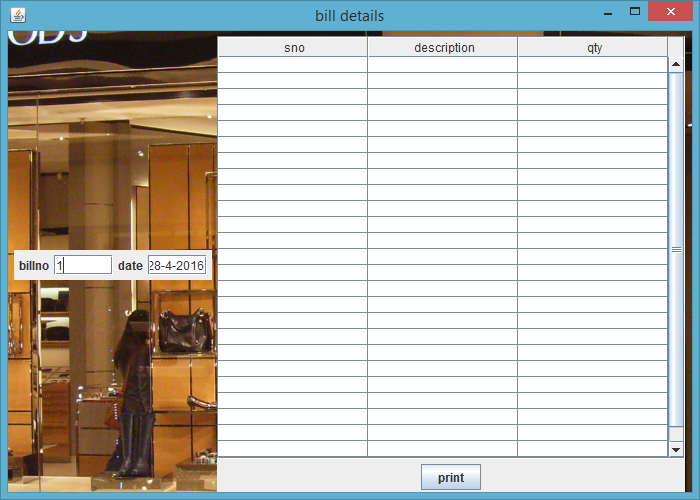 bill details
sno description qty
billno 1 date 28-4-2016
print